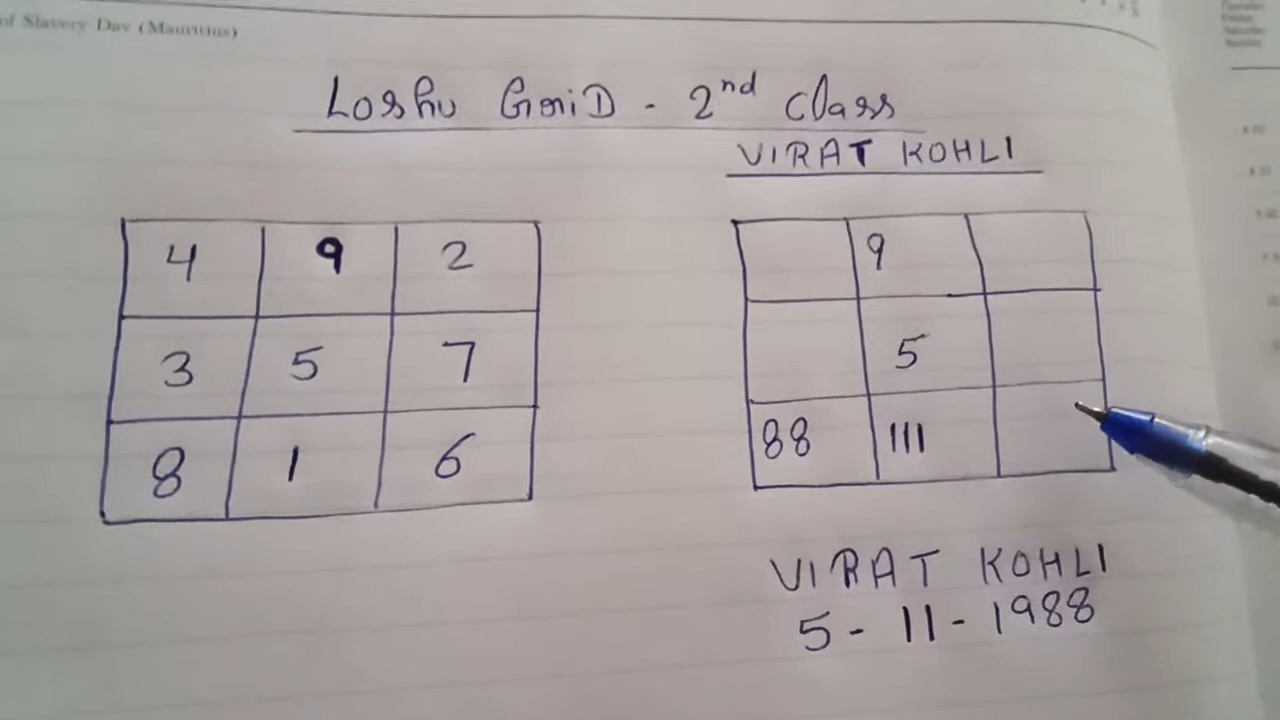 of Slavery Day (Mauritius)
Loshu GriD - 2nd Class
VIRAT KOHLI
4 9 2
3 5 7
8 1 6
9
5
88 111
VIRAT KOHLI
5 - 11 - 1988